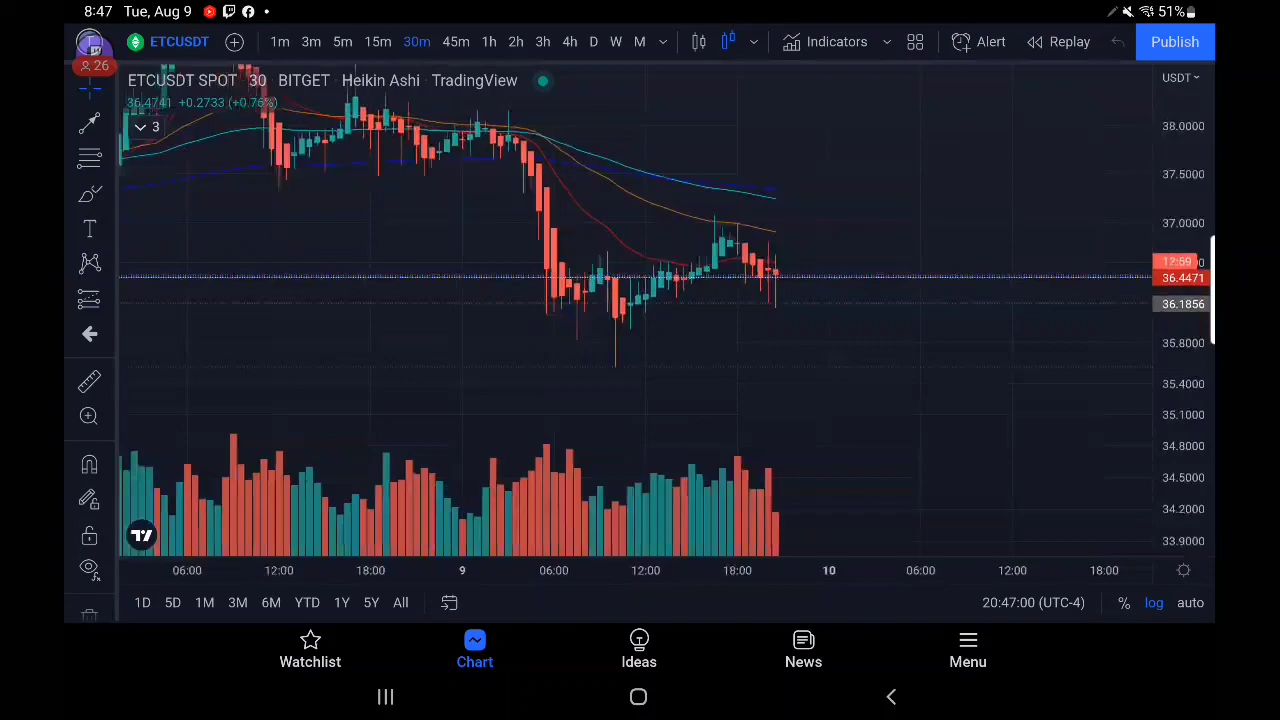 8:47 Tue, Aug 9 51%
ETCUSDT 1m 3m 5m 15m 30m 45m 1h 2h 3h 4h D W M Indicators Alert Replay Publish
26
ETCUSDT SPOT 30 BITGET Heikin Ashi TradingView
USDT
36.4741 +0.2733 (+0.76%)
3
38.0000
37.5000
37.0000
12:59
36.4471
36.1856
35.8000
35.4000
35.1000
34.8000
34.5000
34.2000
33.9000
06:00 12:00 18:00 9 06:00 12:00 18:00 10 06:00 12:00 18:00
1D 5D 1M 3M 6M YTD 1Y 5Y All 20:47:00 (UTC-4) % log auto
Watchlist Chart Ideas News Menu